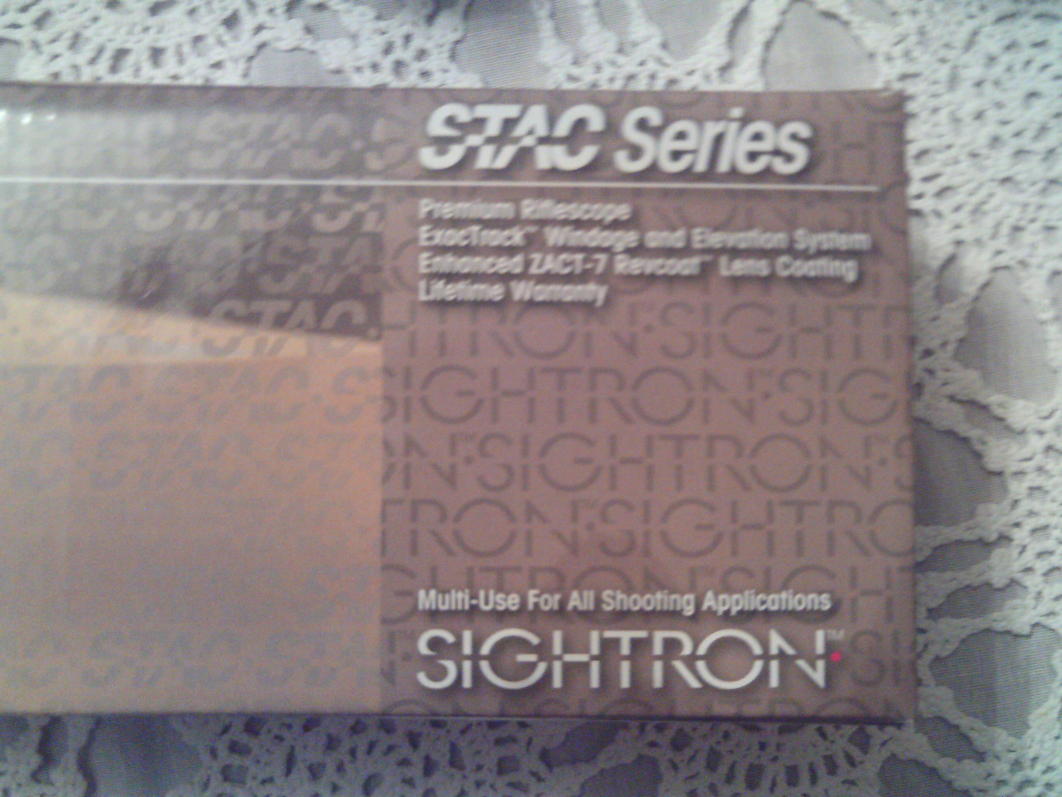 STAC Series
Premium Riflescope
ExacTrack™ Windage and Elevation System
Enhanced ZACT-7 Revcoat™ Lens Coating
Lifetime Warranty
Multi-Use For All Shooting Applications
SIGHTRON™